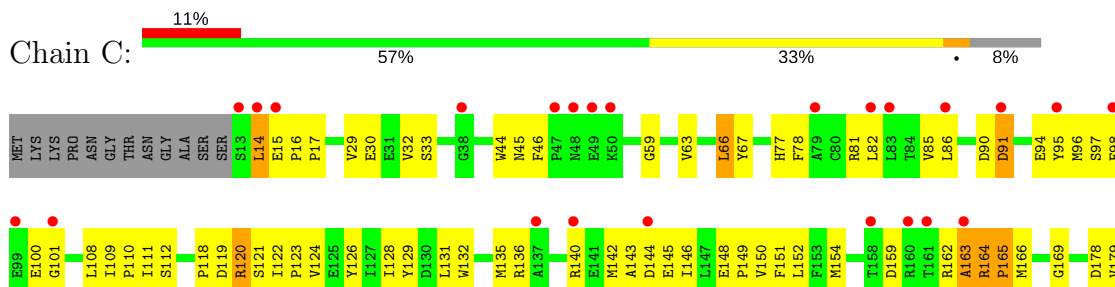 11%
Chain C:
57% 33% • 8%
MET LYS LYS PRO ASN GLY THR ASN GLY ALA SER SER S13 L14 E15 P16 P17 V29 E30 E31 V32 S33 G38 W44 N45 F46 P47 N48 E49 K50 G59 V63 L66 Y67 H77 F78 A79 C80 R81 L82 L83 T84 V85 L86 D90 D91 E94 Y95 M96 S97
E99 E100 G101 L108 I109 P110 I111 S112 P118 D119 R120 S121 I122 P123 V124 E125 Y126 I127 I128 Y129 D130 L131 W132 M135 R136 A137 R140 E141 M142 A143 D144 E145 I146 L147 E148 P149 V150 F151 L152 F153 M154 T158 D159 R160 T161 R162 A163 R164 P165 M166 G169 D178